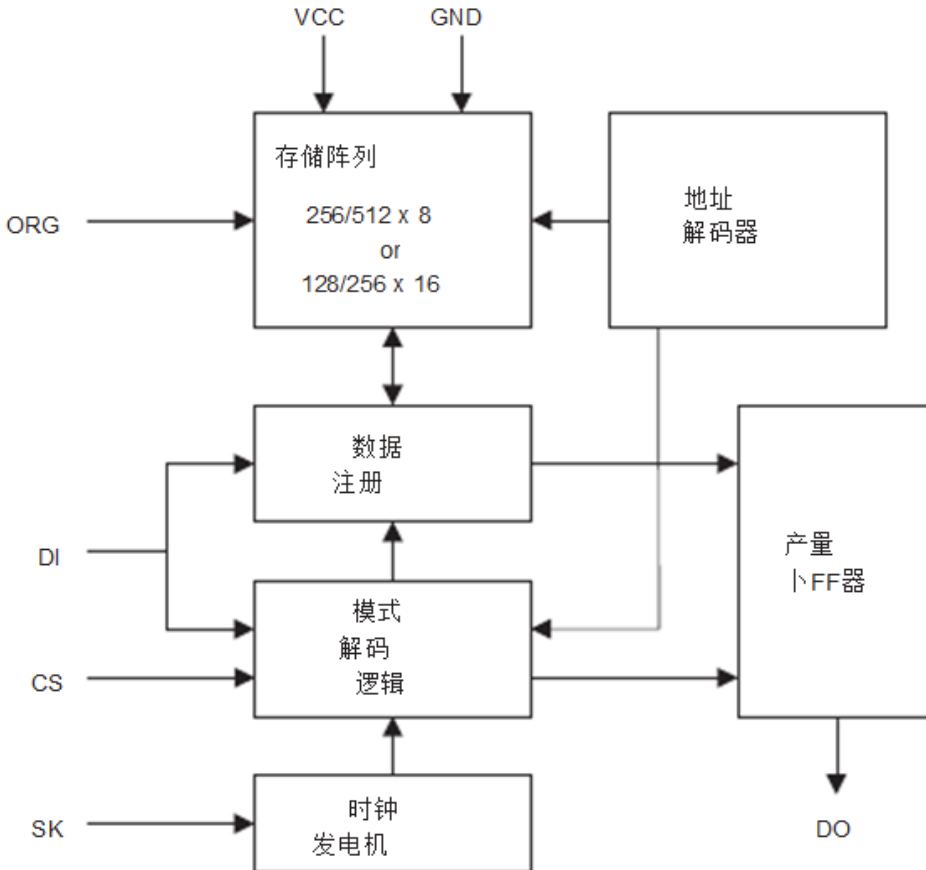 VCC
GND
存储阵列
256/512 x 8
or
128/256 x 16
地址
解码器
ORG
数据
注册
DI
产量
卜FF器
模式
解码
逻辑
CS
时钟
发电机
SK
DO